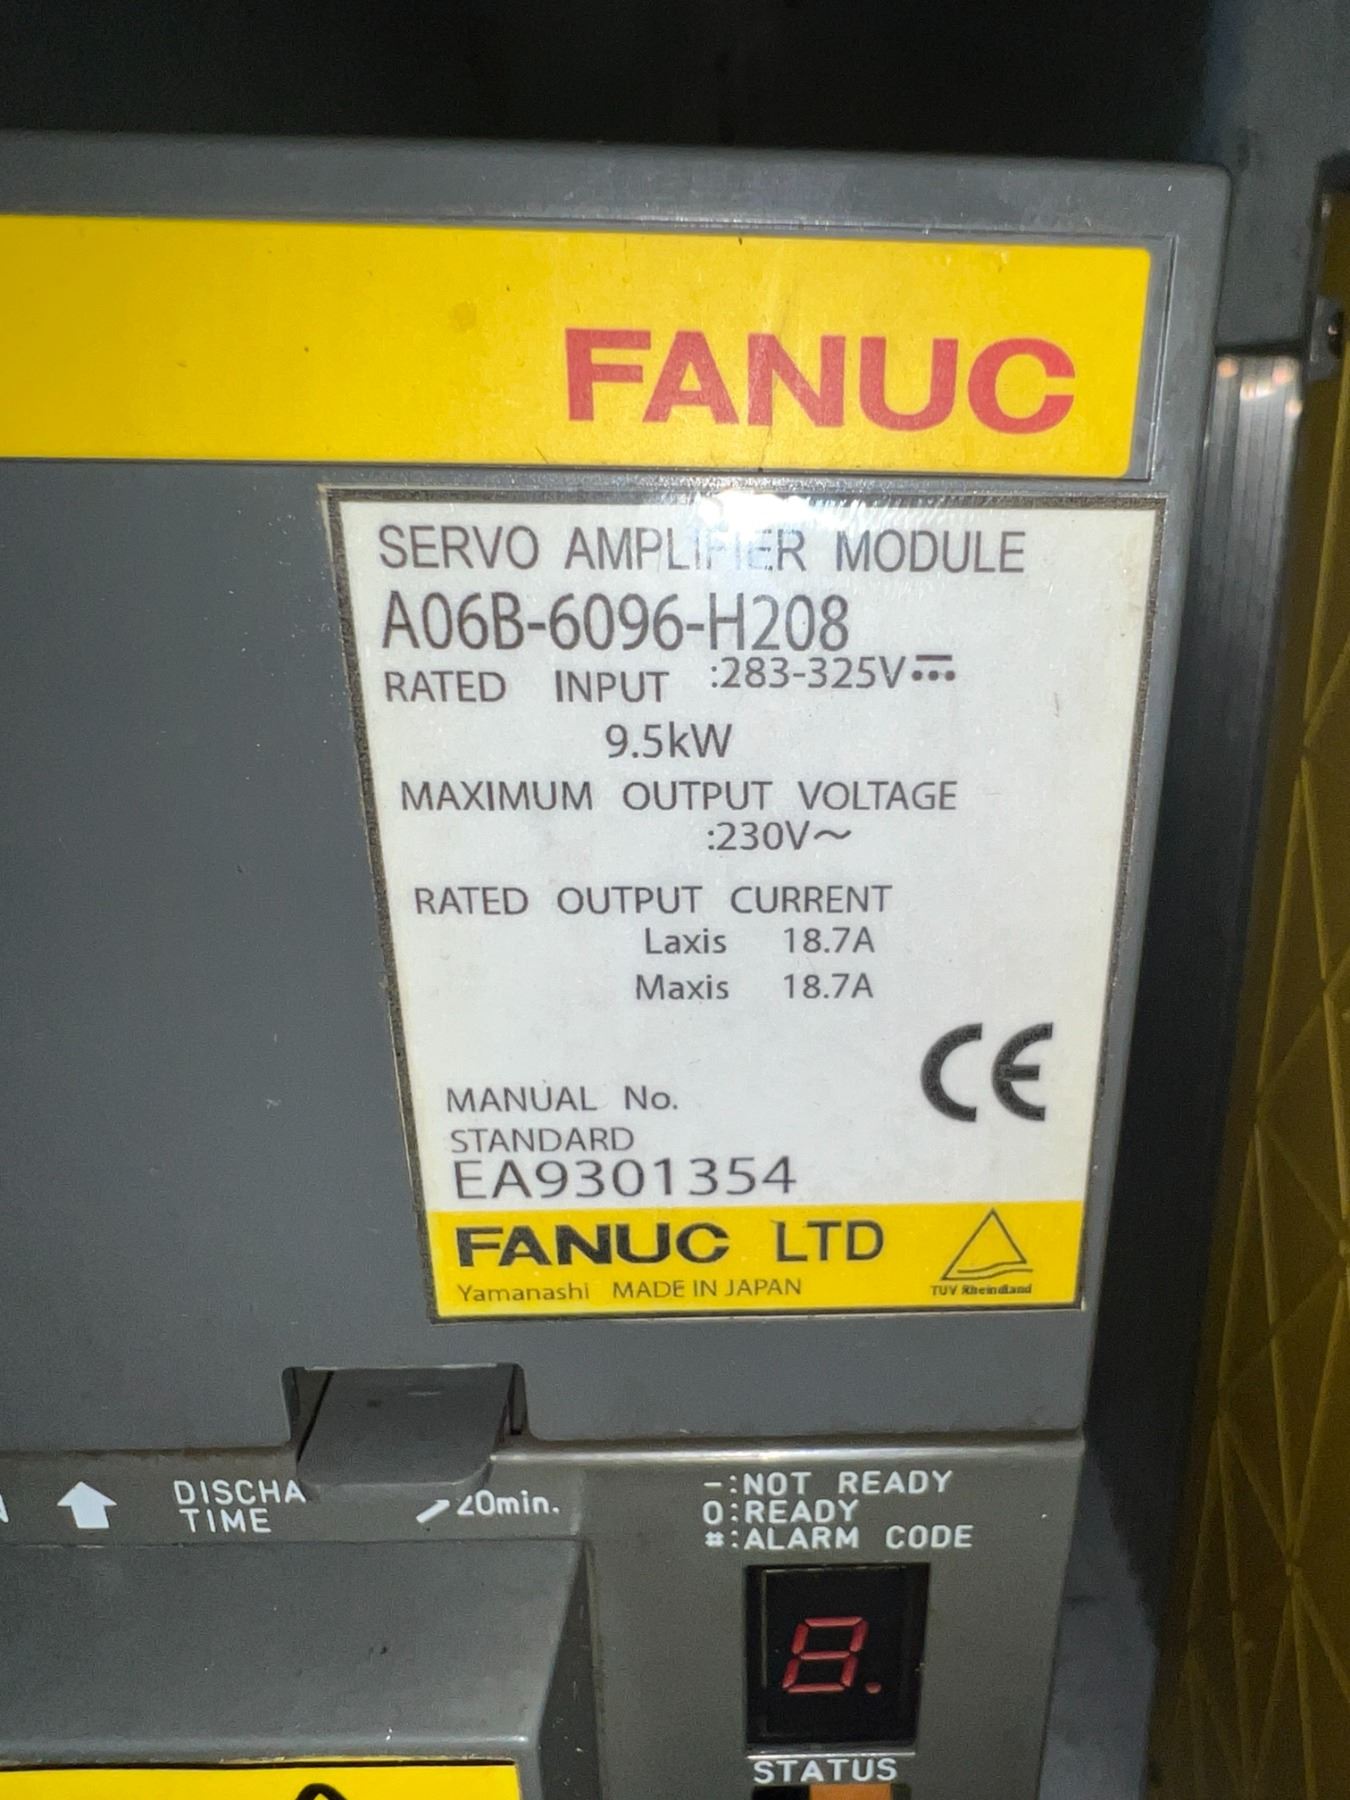 FANUC
SERVO AMPLIFIER MODULE
A06B-6096-H208
RATED INPUT :283-325V⎓
9.5kW
MAXIMUM OUTPUT VOLTAGE
:230V～
RATED OUTPUT CURRENT
Laxis 18.7A
Maxis 18.7A
CE
MANUAL No.
STANDARD
EA9301354
FANUC LTD
Yamanashi MADE IN JAPAN
TUV Rheinland
DISCHA
TIME
20min.
-:NOT READY
0:READY
#:ALARM CODE
8.
STATUS